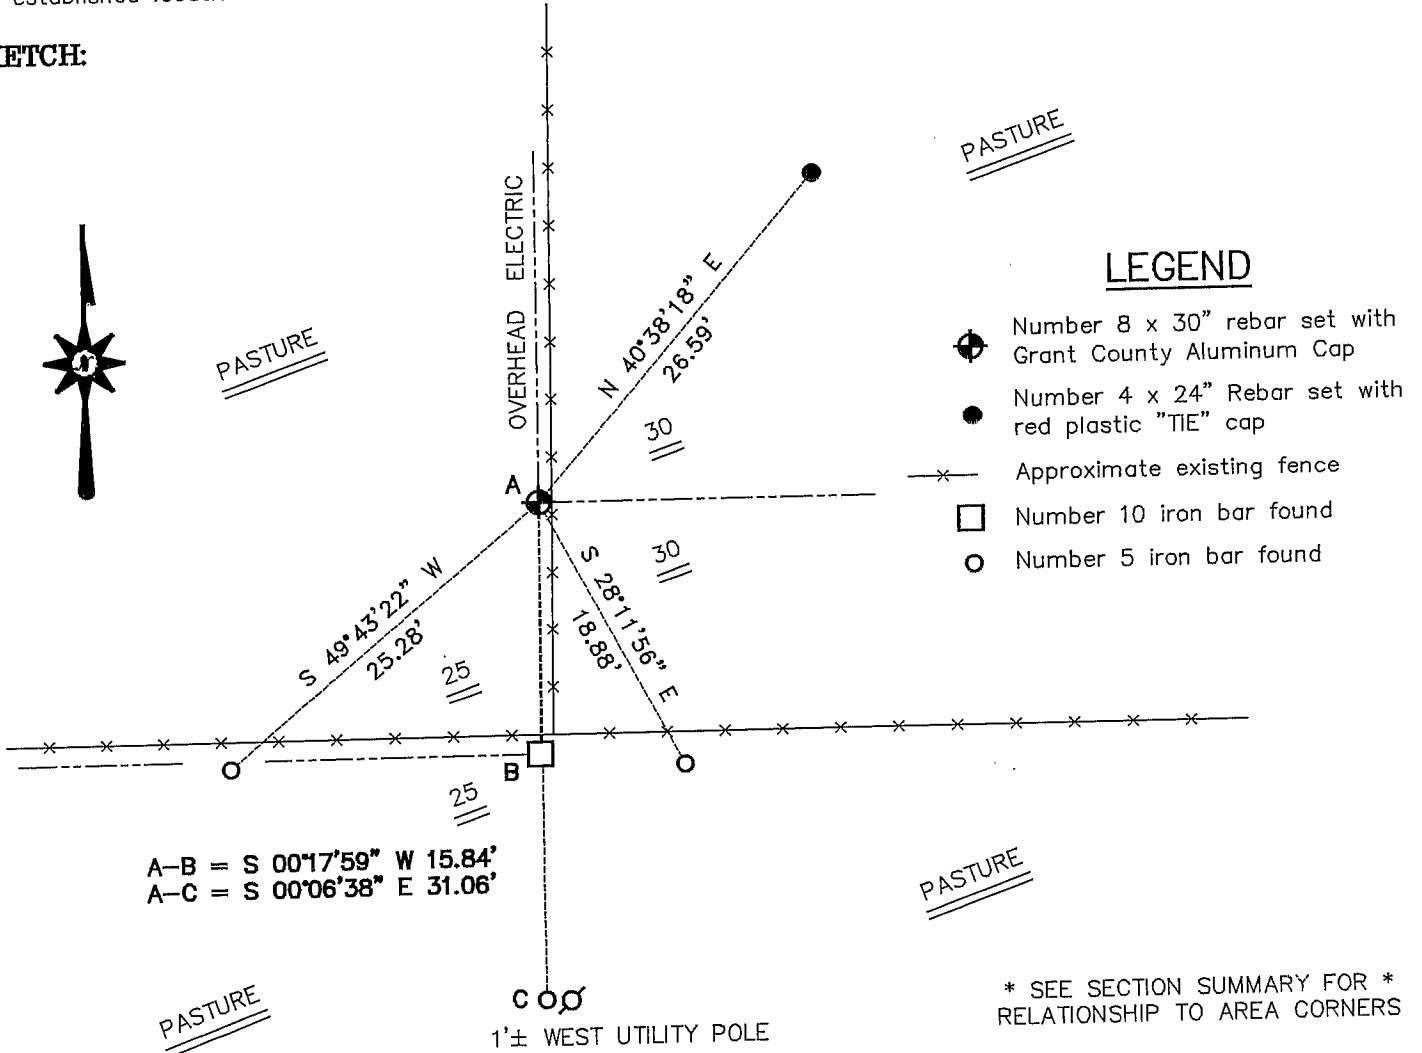 ETCH:
PASTURE
OVERHEAD ELECTRIC
PASTURE
N 40°38'18" E
26.59'
30
A
30
S 49°43'22" W
25.28'
S 28°11'56" E
18.88'
25
B
25
A-B = S 00°17'59" W 15.84'
A-C = S 00°06'38" E 31.06'
PASTURE
PASTURE
C
1'± WEST UTILITY POLE
LEGEND
Number 8 x 30" rebar set with
Grant County Aluminum Cap
Number 4 x 24" Rebar set with
red plastic "TIE" cap
Approximate existing fence
Number 10 iron bar found
Number 5 iron bar found
* SEE SECTION SUMMARY FOR *
RELATIONSHIP TO AREA CORNERS
N